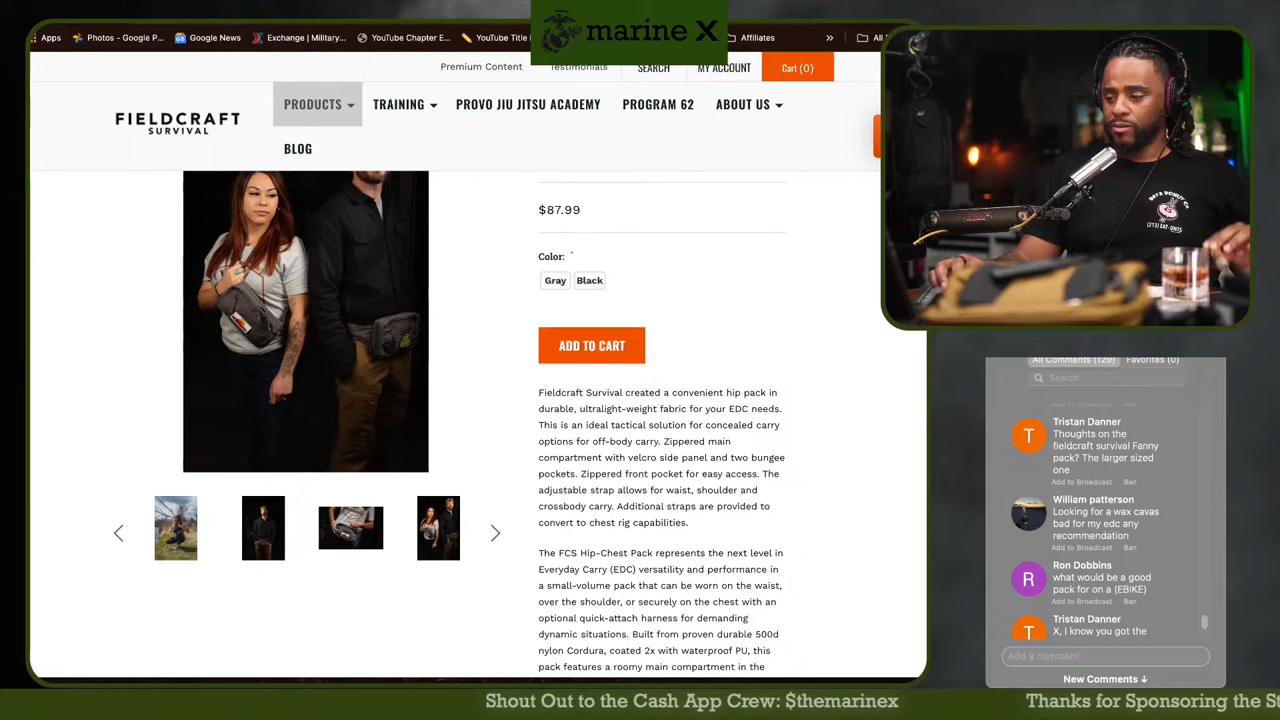 Apps
Photos - Google P...
Google News
Exchange | Military...
YouTube Chapter E...
YouTube Title
Affiliates
»
All
marine X
Premium Content
Testimonials
SEARCH
MY ACCOUNT
Cart (0)
FIELDCRAFT
SURVIVAL
PRODUCTS
TRAINING
PROVO JIU JITSU ACADEMY
PROGRAM 62
ABOUT US
BLOG
$87.99
Color: *
Gray
Black
ADD TO CART
Fieldcraft Survival created a convenient hip pack in
durable, ultralight-weight fabric for your EDC needs.
This is an ideal tactical solution for concealed carry
options for off-body carry. Zippered main
compartment with velcro side panel and two bungee
pockets. Zippered front pocket for easy access. The
adjustable strap allows for waist, shoulder and
crossbody carry. Additional straps are provided to
convert to chest rig capabilities.
The FCS Hip-Chest Pack represents the next level in
Everyday Carry (EDC) versatility and performance in
a small-volume pack that can be worn on the waist,
over the shoulder, or securely on the chest with an
optional quick-attach harness for demanding
dynamic situations. Built from proven durable 500d
nylon Cordura, coated 2x with waterproof PU, this
pack features a roomy main compartment in the
(213) EAT-ONTS
All Comments (129)
Favorites (0)
Search
T
Tristan Danner
Thoughts on the
fieldcraft survival Fanny
pack? The larger sized
one
Add to Broadcast
Ban
William patterson
Looking for a wax cavas
bad for my edc any
recommendation
Add to Broadcast
Ban
R
Ron Dobbins
what would be a good
pack for on a (EBIKE)
Add to Broadcast
Ban
T
Tristan Danner
X, I know you got the
Add a comment
New Comments ↓
Shout Out to the Cash App Crew: $themarinex
Thanks for Sponsoring the St